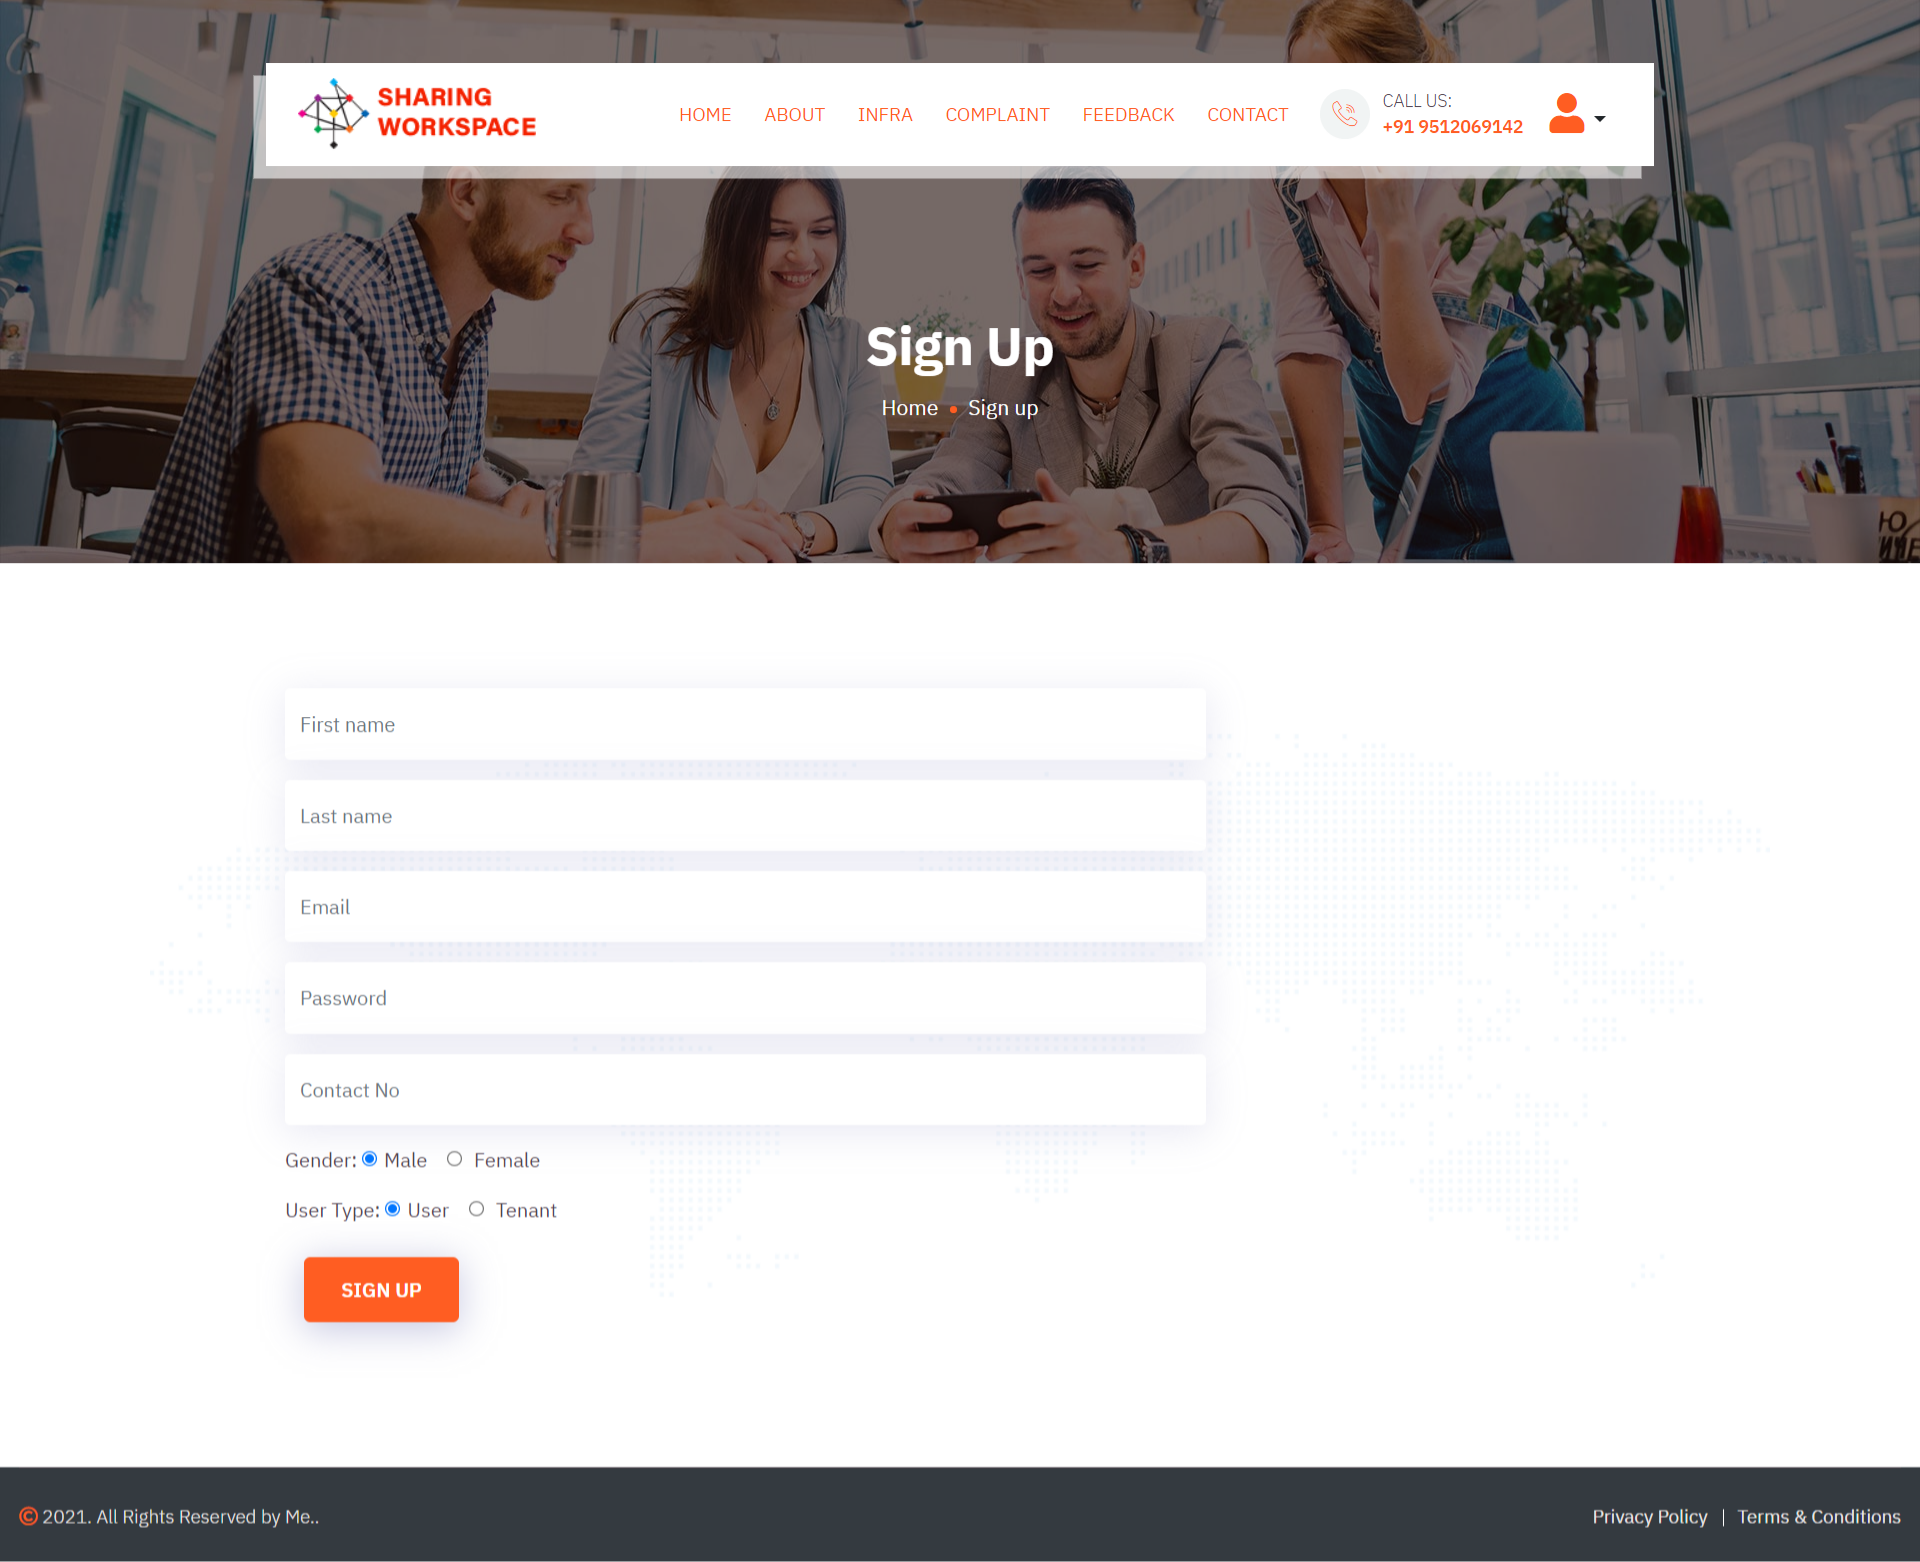 SHARING
WORKSPACE
HOME ABOUT INFRA COMPLAINT FEEDBACK CONTACT
CALL US:
+91 9512069142
Sign Up
Home Sign up
First name
Last name
Email
Password
Contact No
Gender: Male Female
User Type: User Tenant
SIGN UP
© 2021. All Rights Reserved by Me..
Privacy Policy | Terms & Conditions